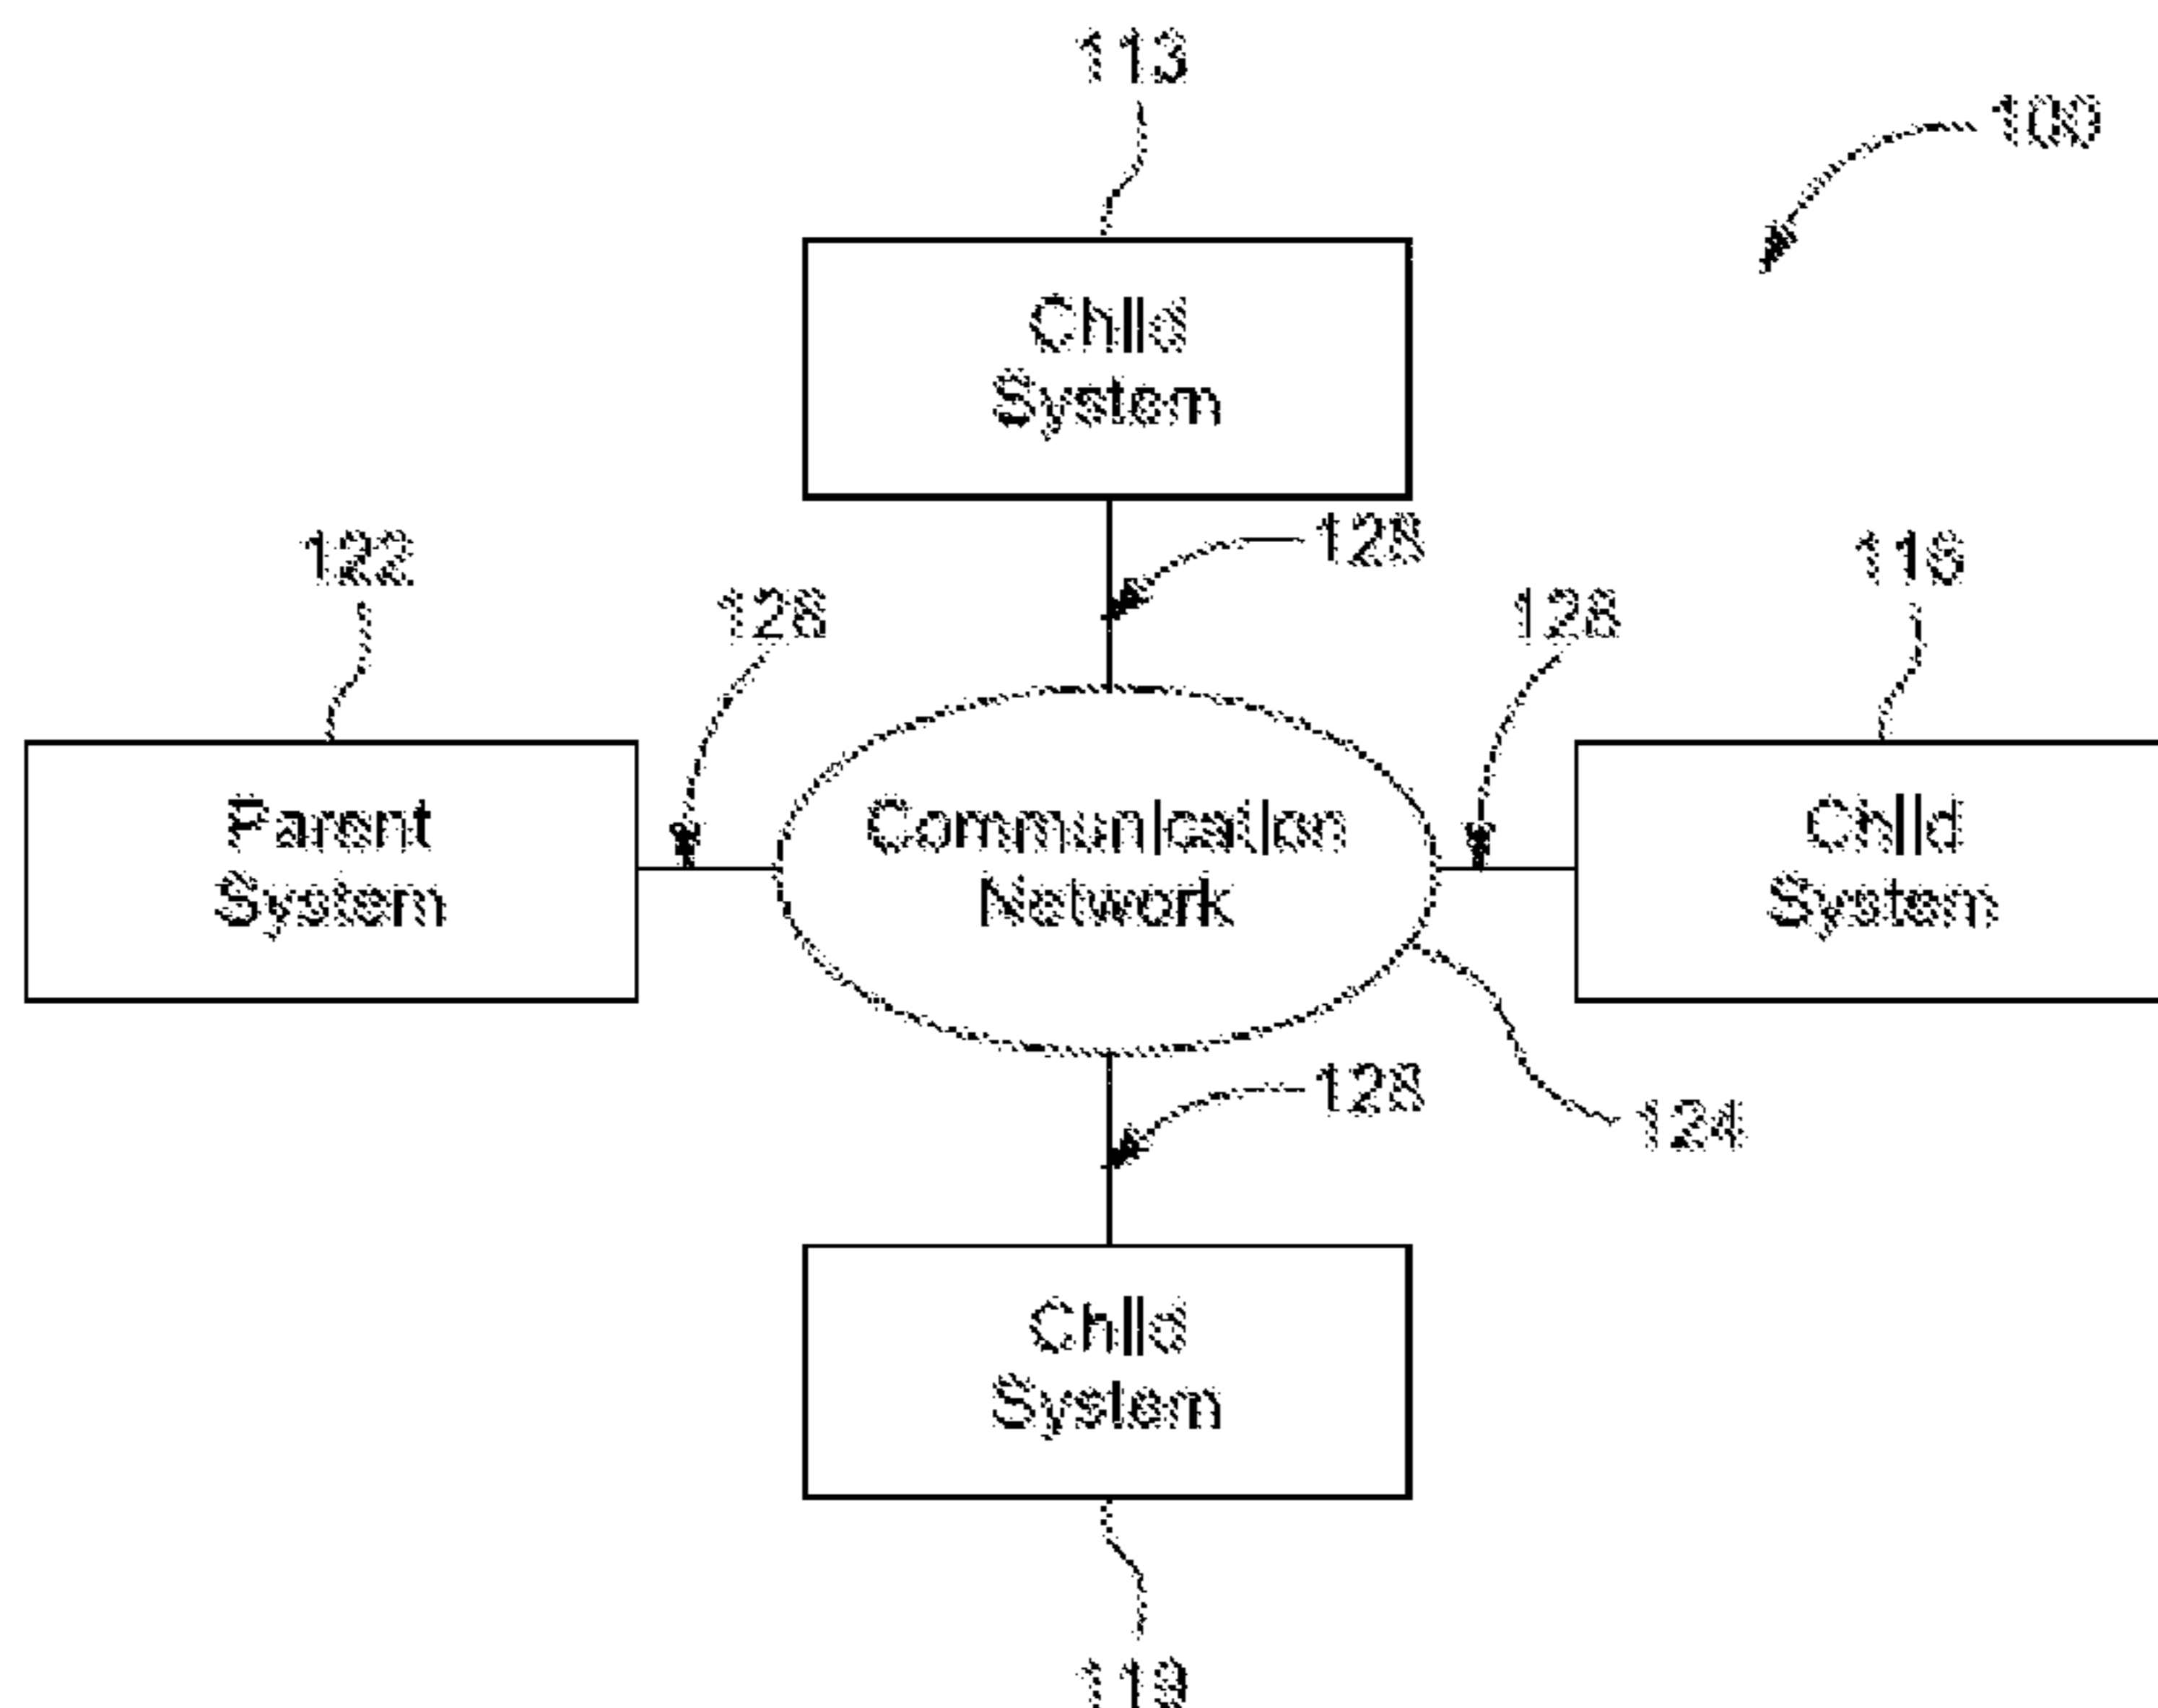 113
100
Child
System
128
122
128
128
116
Parent
System
Communication
Network
Child
System
128
124
Child
System
119